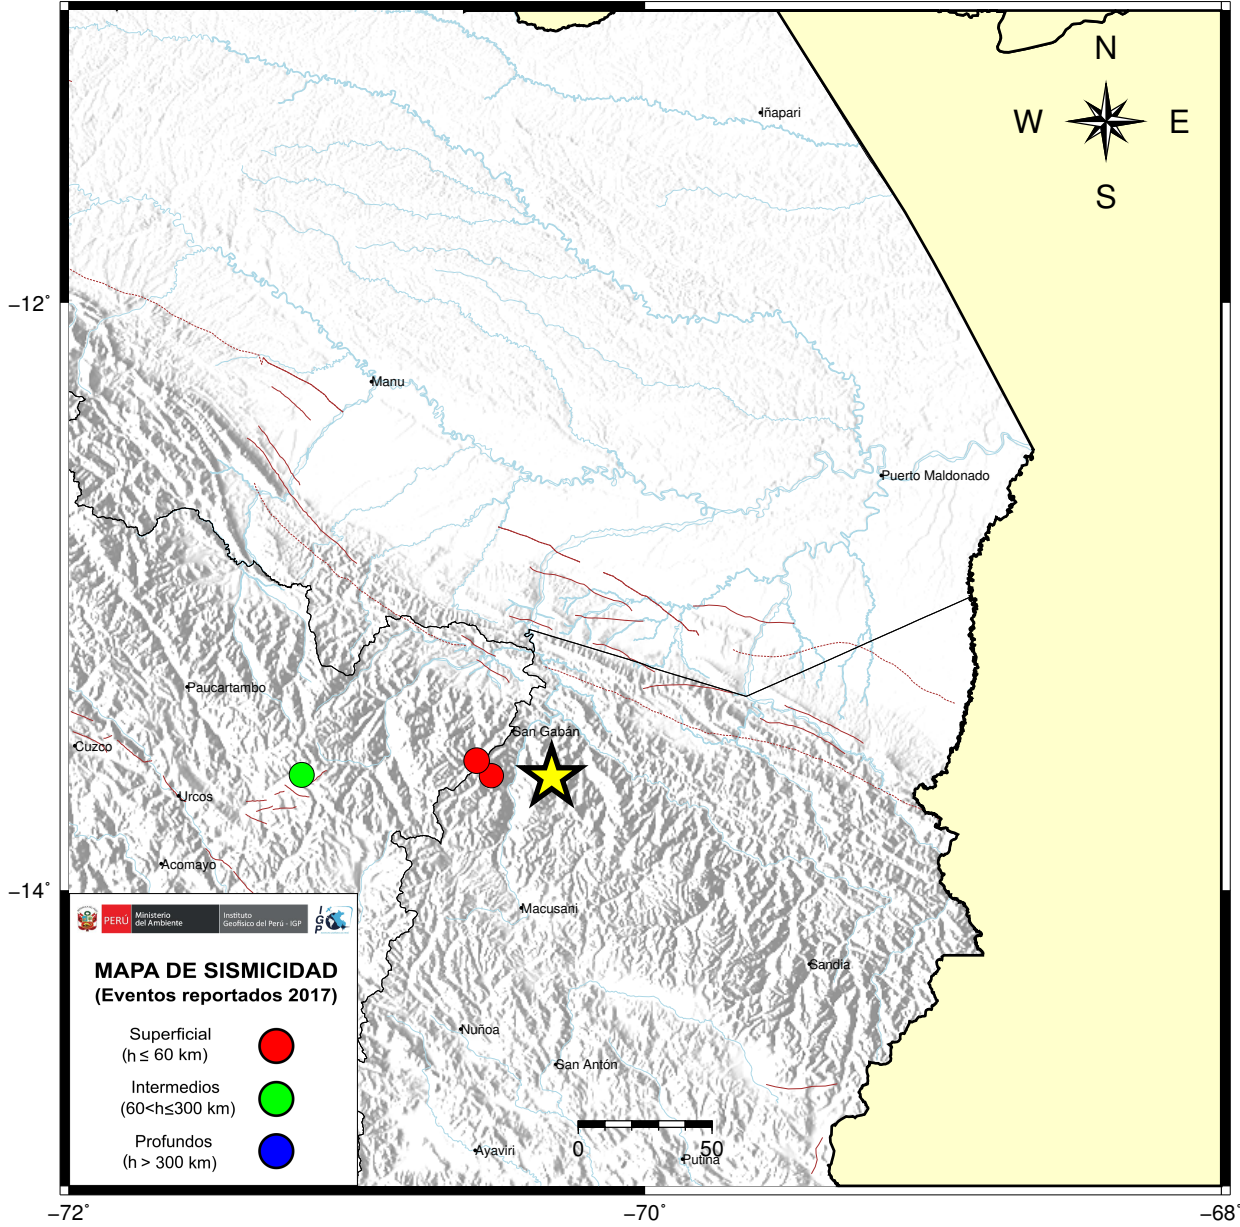 N
W
E
S
Iñapari
−12°
Manu
Puerto Maldonado
Paucartambo
San Gabán
Cuzco
Urcos
Acomayo
−14°
Macusani
Sandia
Nuñoa
San Antón
Ayaviri
Putina
0
50
PERÚ
Ministerio
del Ambiente
Instituto
Geofísico del Perú - IGP
IGP
MAPA DE SISMICIDAD
(Eventos reportados 2017)
Superficial
(h ≤ 60 km)
Intermedios
(60<h≤300 km)
Profundos
(h > 300 km)
−72°
−70°
−68°